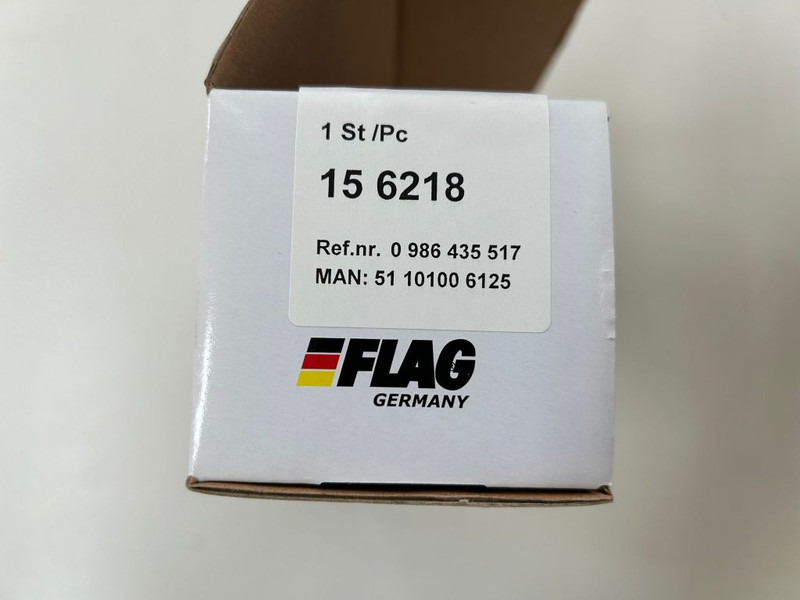 1 St /Pc
15 6218
Ref.nr. 0 986 435 517
MAN: 51 10100 6125
FLAG
GERMANY